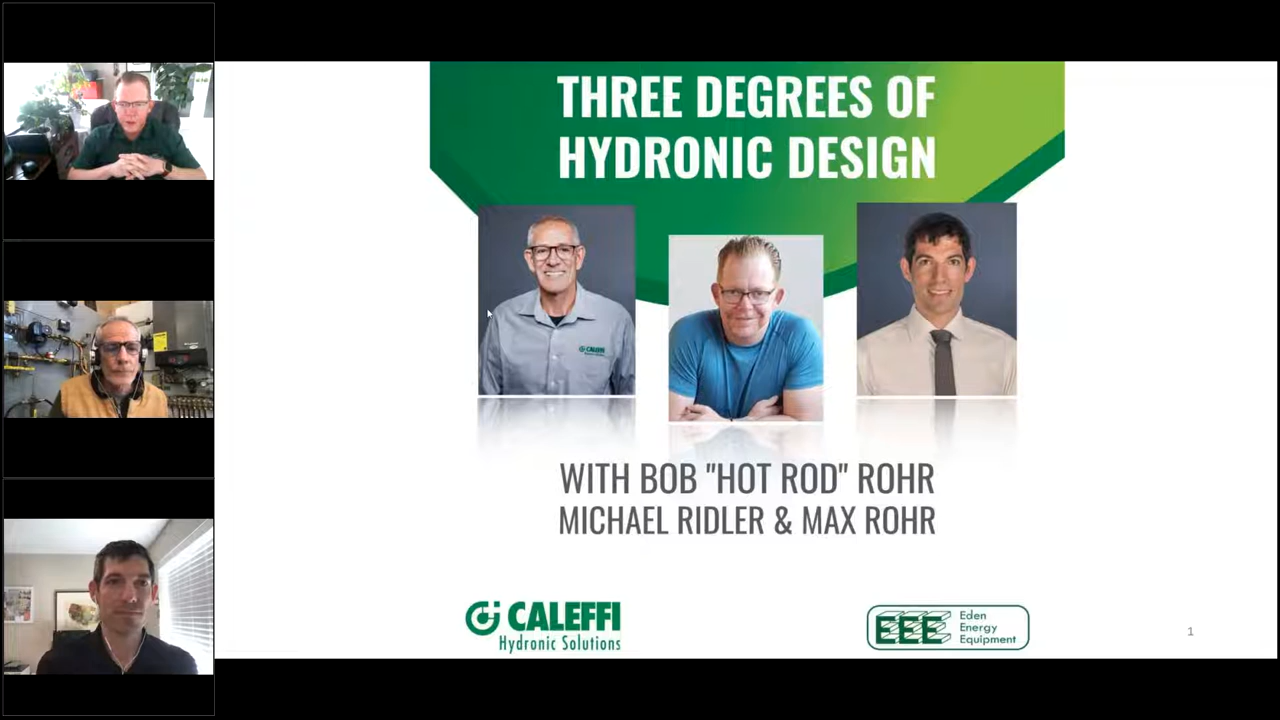 THREE DEGREES OF
HYDRONIC DESIGN
CALEFFI
WITH BOB "HOT ROD" ROHR
MICHAEL RIDLER & MAX ROHR
CALEFFI
Hydronic Solutions
EEE
Eden
Energy
Equipment
1